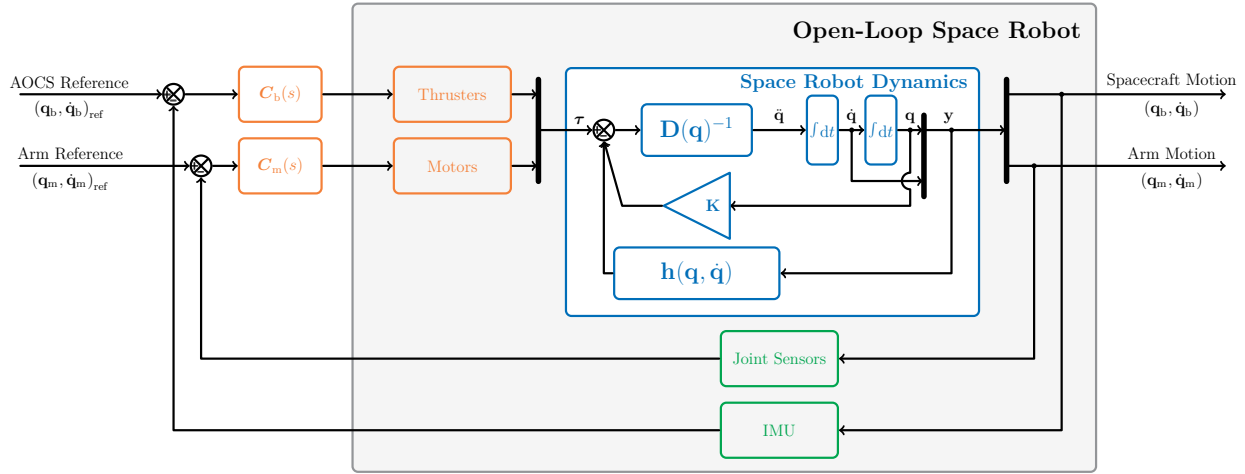 Open-Loop Space Robot
AOCS Reference
(q_b, q̇_b)_ref
C_b(s)
Thrusters
Space Robot Dynamics
Spacecraft Motion
(q_b, q̇_b)
τ
D(q)⁻¹
q̈
∫dt
q̇
∫dt
q
y
Arm Reference
(q_m, q̇_m)_ref
C_m(s)
Motors
Arm Motion
(q_m, q̇_m)
K
h(q, q̇)
Joint Sensors
IMU